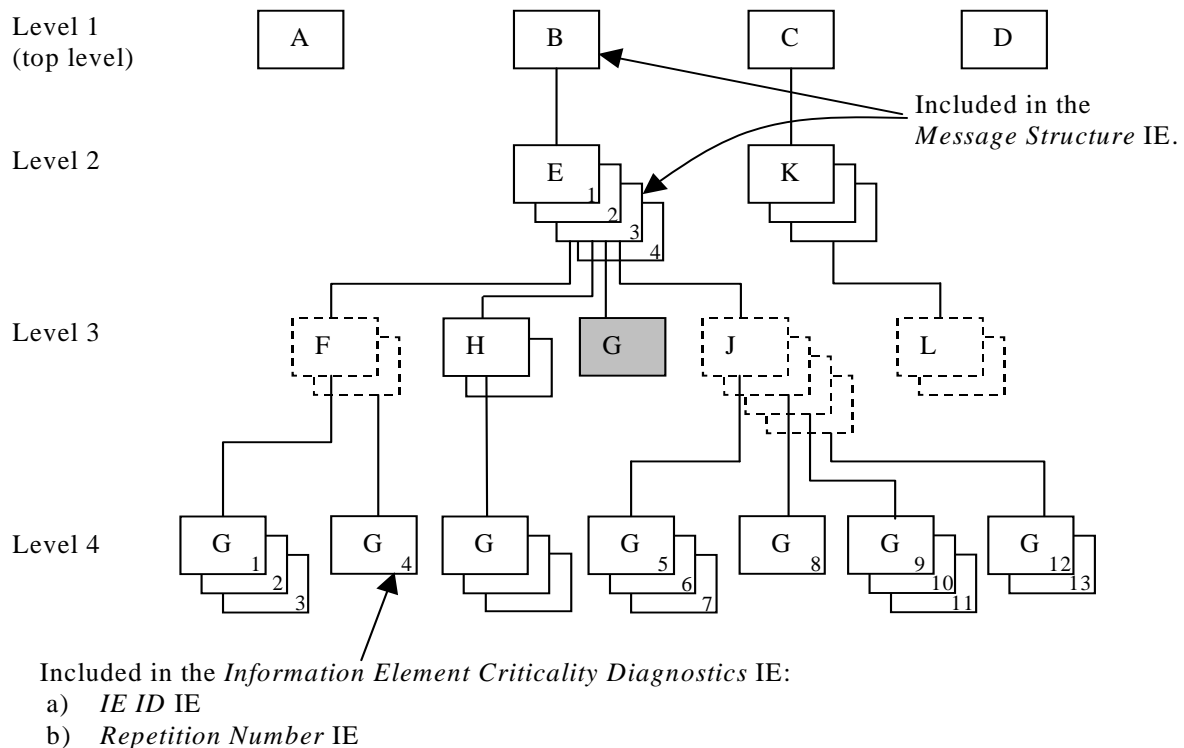 Level 1
(top level)
A B C D
Included in the
Message Structure IE.
Level 2
E 1 2 3 4
K
Level 3
F H G J L
Level 4
G 1 2 3
G 4
G
G 5 6 7
G 8
G 9 10 11
G 12 13
Included in the Information Element Criticality Diagnostics IE:
a) IE ID IE
b) Repetition Number IE